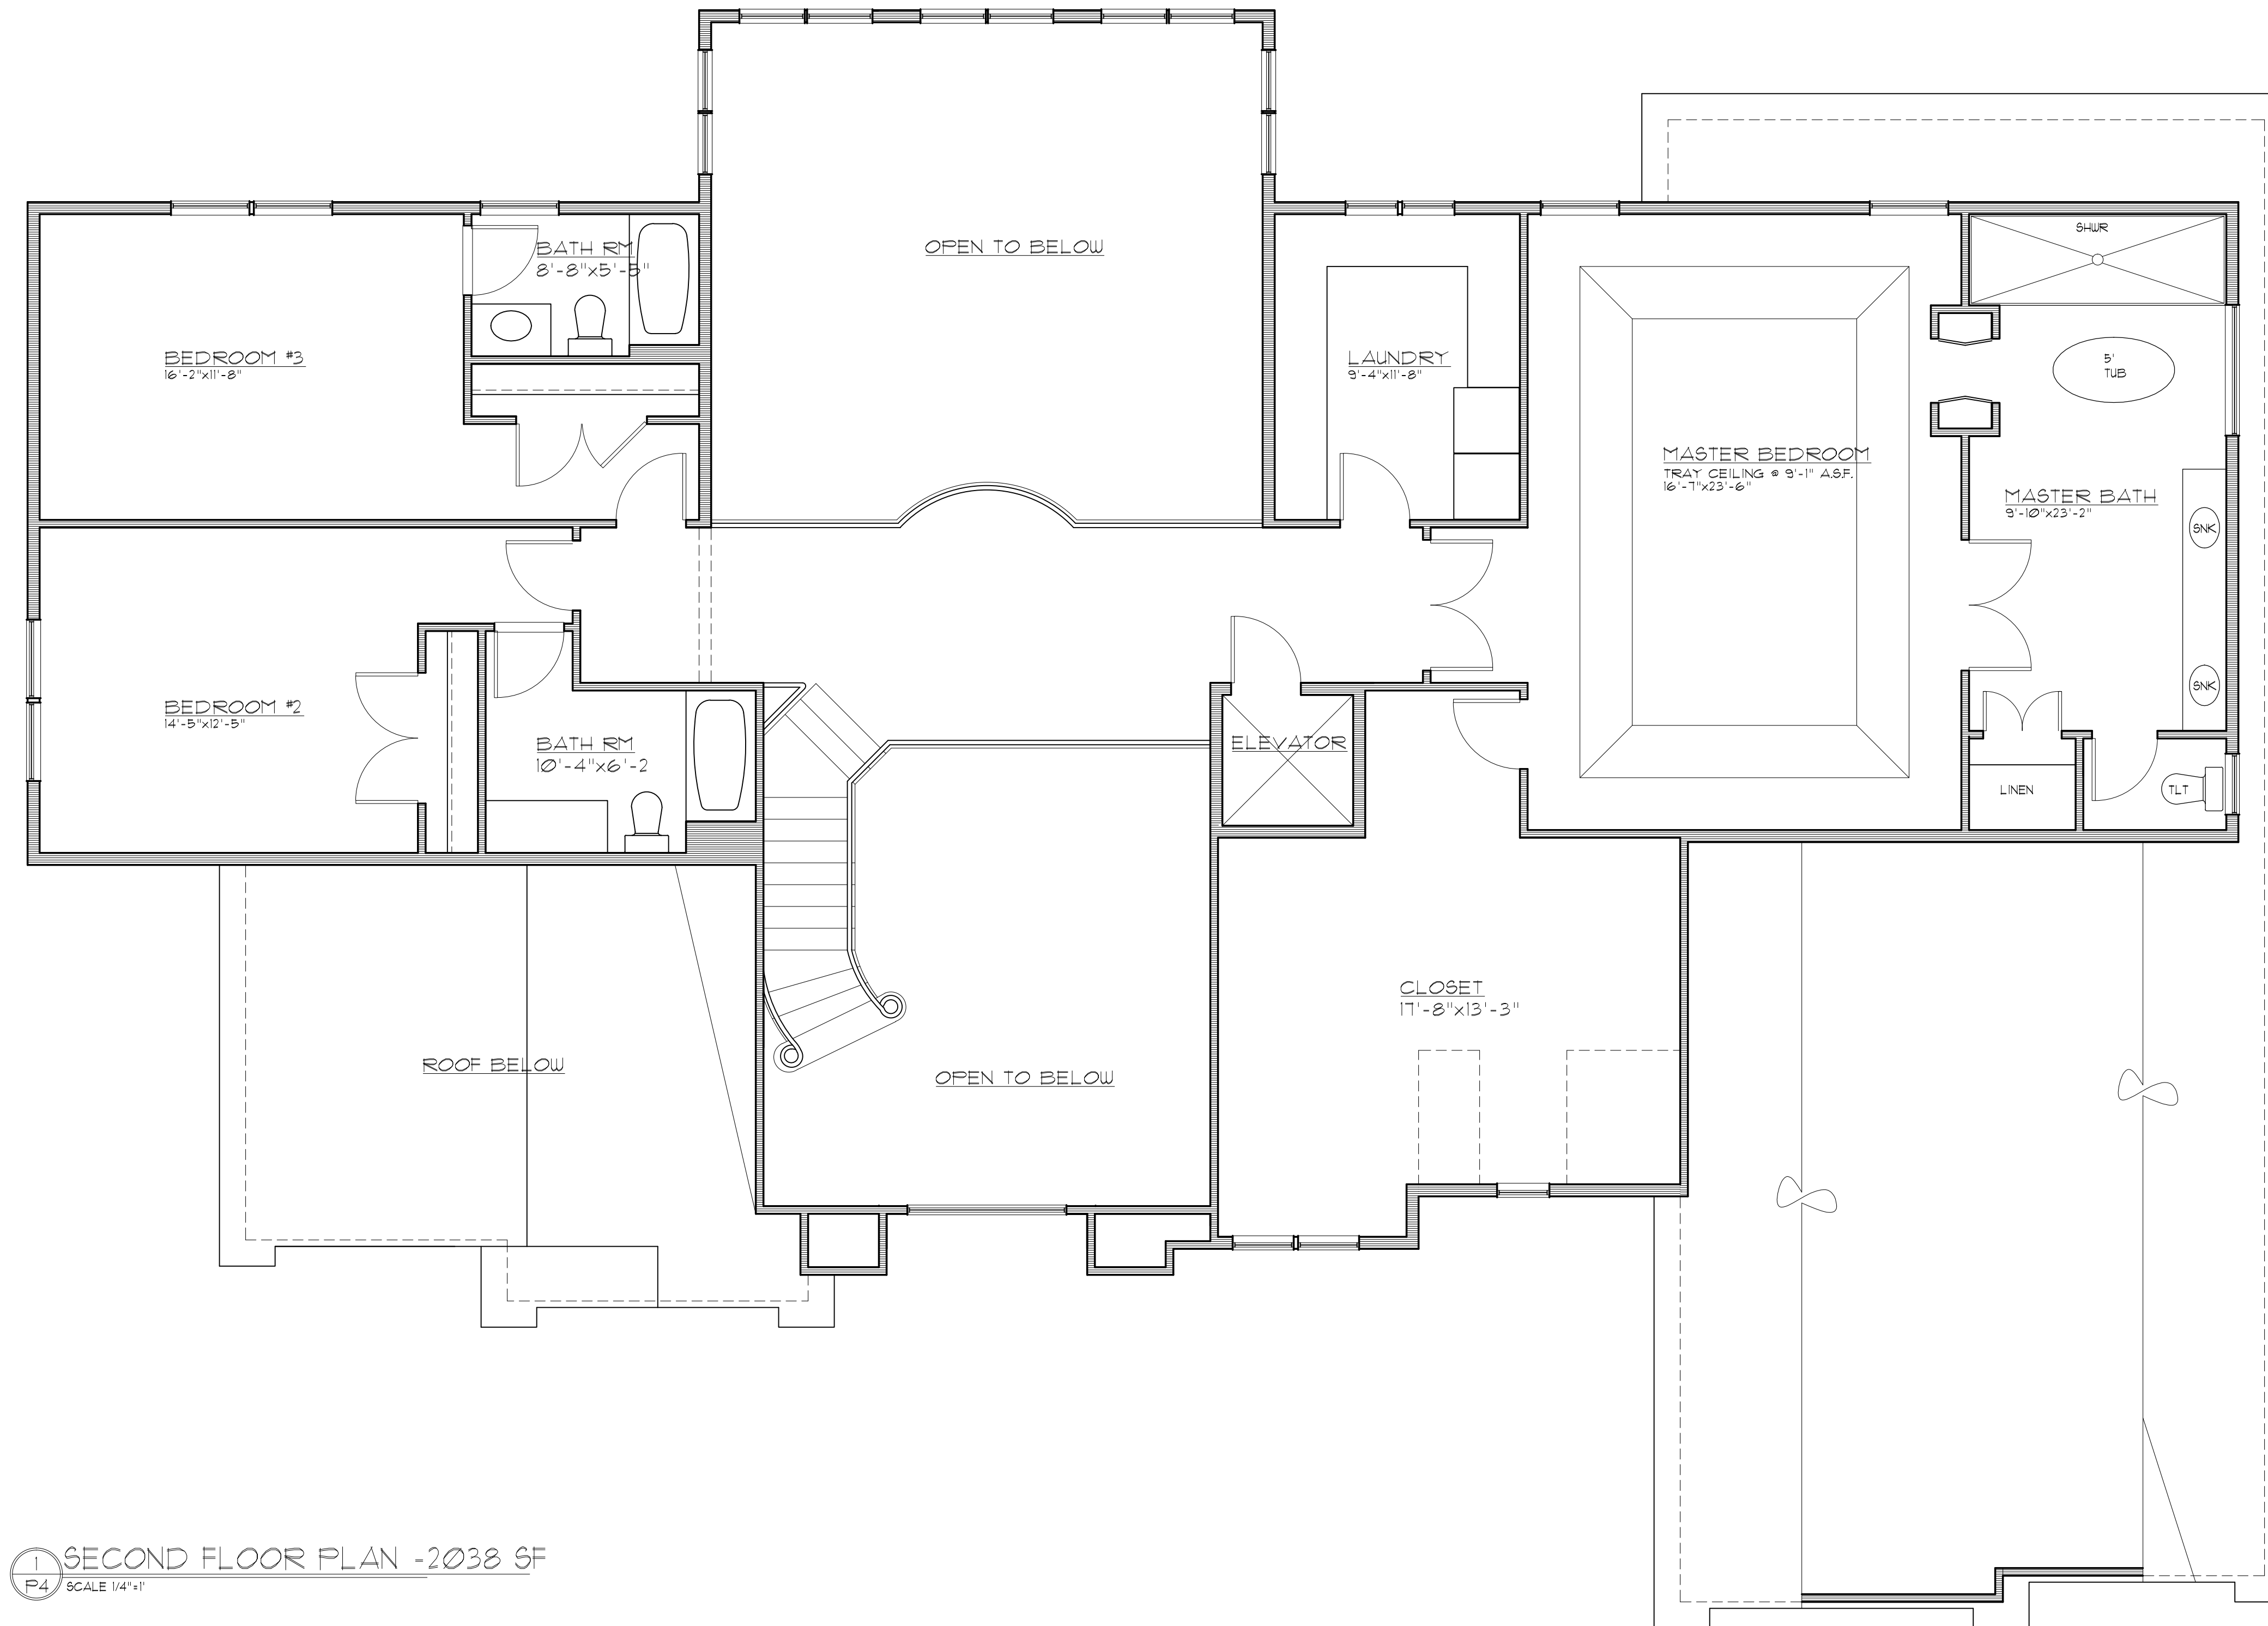 OPEN TO BELOW
BATH RM
8'-8"x5'-5"
BEDROOM #3
16'-2"x11'-8"
LAUNDRY
9'-4"x11'-8"
SHWR
5'
TUB
MASTER BEDROOM
TRAY CEILING @ 9'-1" A.S.F.
16'-7"x23'-6"
MASTER BATH
9'-10"x23'-2"
SNK
SNK
BEDROOM #2
14'-5"x12'-5"
BATH RM
10'-4"x6'-2
ELEVATOR
LINEN
TLT
CLOSET
17'-8"x13'-3"
ROOF BELOW
OPEN TO BELOW
1
P4
SECOND FLOOR PLAN -2038 SF
SCALE 1/4"=1'